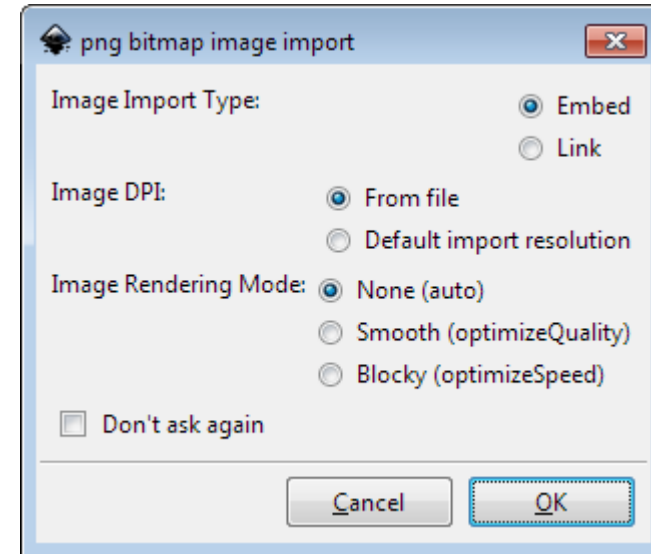 png bitmap image import
Image Import Type:
Embed
Link
Image DPI:
From file
Default import resolution
Image Rendering Mode:
None (auto)
Smooth (optimizeQuality)
Blocky (optimizeSpeed)
Don't ask again
Cancel
OK